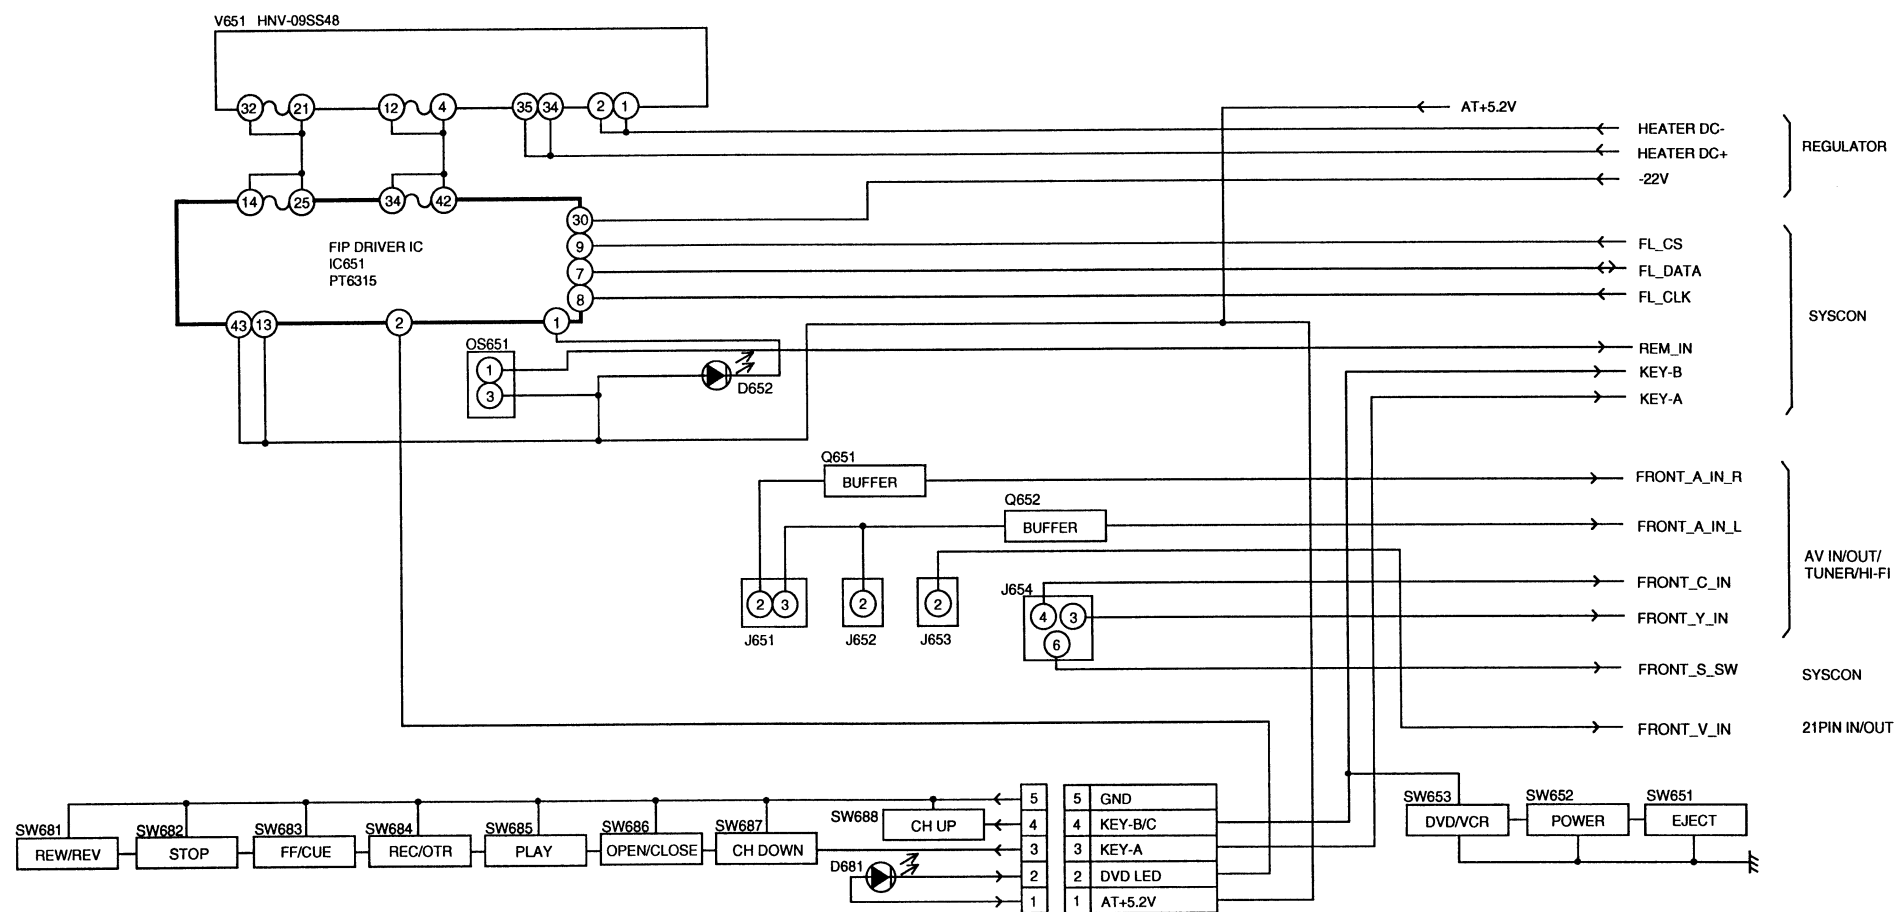 V651 HNV-09SS48
32 21 12 4 35 34 2 1
AT+5.2V
HEATER DC-
HEATER DC+
-22V
REGULATOR
14 25 34 42
30
9
7
8
FIP DRIVER IC
IC651
PT6315
43 13 2 1
FL_CS
FL_DATA
FL_CLK
SYSCON
REM_IN
KEY-B
KEY-A
OS651
1
3
D652
Q651
BUFFER
FRONT_A_IN_R
Q652
BUFFER
FRONT_A_IN_L
AV IN/OUT/
TUNER/HI-FI
2 3
J651
2
J652
2
J653
J654
4 3
6
FRONT_C_IN
FRONT_Y_IN
FRONT_S_SW SYSCON
FRONT_V_IN 21PIN IN/OUT
SW681
REW/REV
SW682
STOP
SW683
FF/CUE
SW684
REC/OTR
SW685
PLAY
SW686
OPEN/CLOSE
SW687
CH DOWN
SW688
CH UP
D681
5
4
3
2
1
5 GND
4 KEY-B/C
3 KEY-A
2 DVD LED
1 AT+5.2V
SW653
DVD/VCR
SW652
POWER
SW651
EJECT